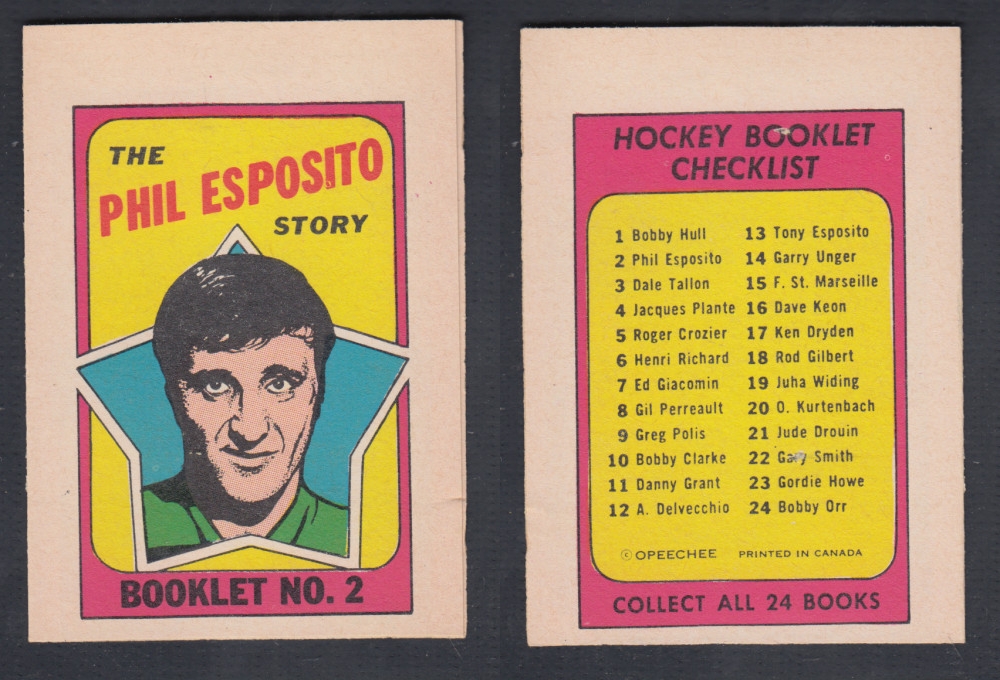 THE
PHIL ESPOSITO
STORY
BOOKLET NO. 2
HOCKEY BOOKLET
CHECKLIST
1 Bobby Hull
2 Phil Esposito
3 Dale Tallon
4 Jacques Plante
5 Roger Crozier
6 Henri Richard
7 Ed Giacomin
8 Gil Perreault
9 Greg Polis
10 Bobby Clarke
11 Danny Grant
12 A. Delvecchio
13 Tony Esposito
14 Garry Unger
15 F. St. Marseille
16 Dave Keon
17 Ken Dryden
18 Rod Gilbert
19 Juha Widing
20 O. Kurtenbach
21 Jude Drouin
22 Gary Smith
23 Gordie Howe
24 Bobby Orr
© OPEECHEE PRINTED IN CANADA
COLLECT ALL 24 BOOKS